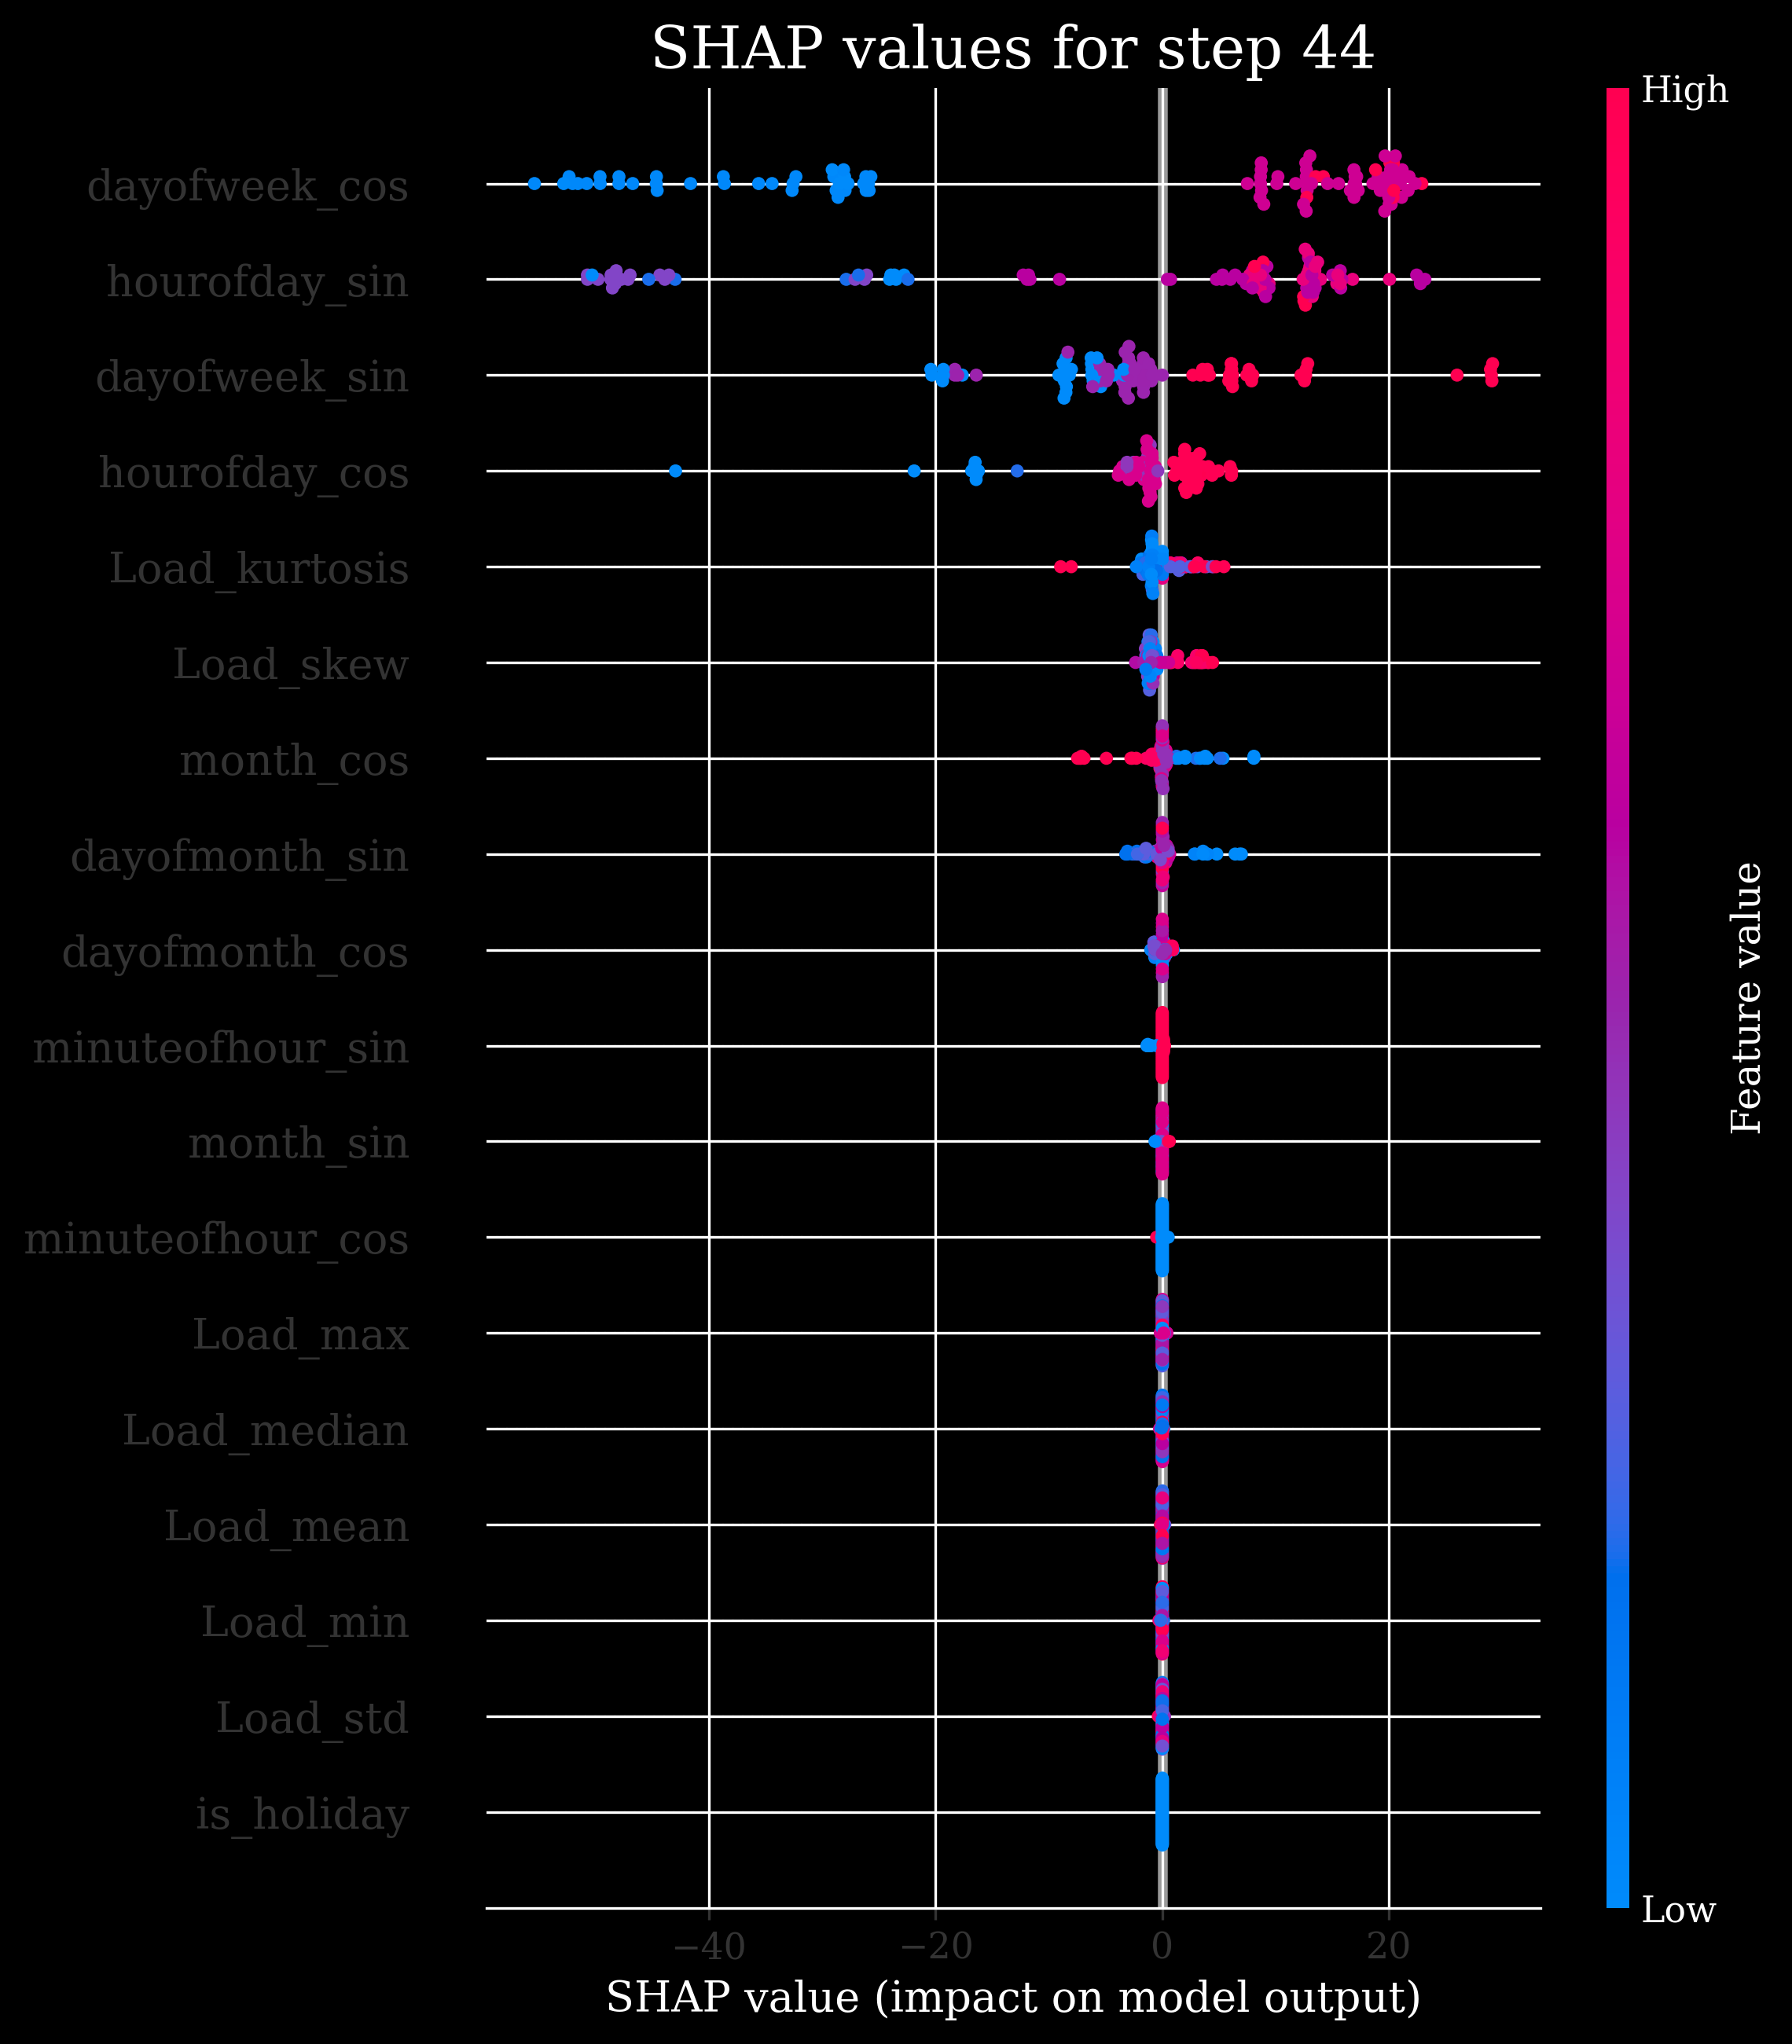 SHAP values for step 44
High
dayofweek_cos
hourofday_sin
dayofweek_sin
hourofday_cos
Load_kurtosis
Load_skew
month_cos
dayofmonth_sin
dayofmonth_cos
minuteofhour_sin
month_sin
minuteofhour_cos
Load_max
Load_median
Load_mean
Load_min
Load_std
is_holiday
Feature value
Low
−40 −20 0 20
SHAP value (impact on model output)